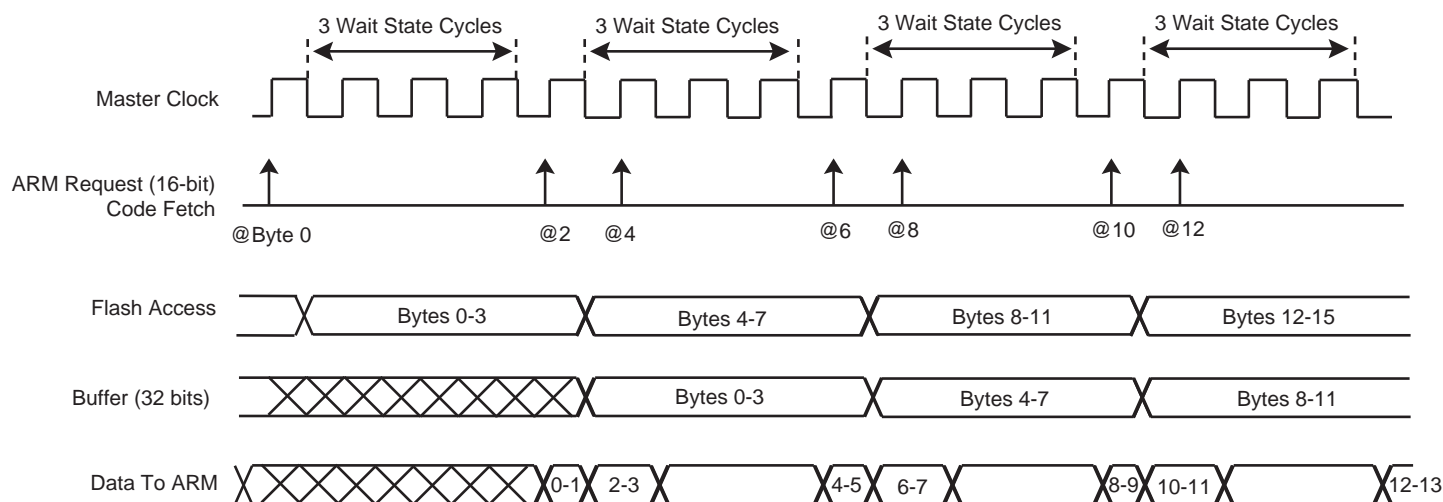 3 Wait State Cycles
3 Wait State Cycles
3 Wait State Cycles
3 Wait State Cycles
Master Clock
ARM Request (16-bit)
Code Fetch
@Byte 0
@2
@4
@6
@8
@10
@12
Flash Access
Bytes 0-3
Bytes 4-7
Bytes 8-11
Bytes 12-15
Buffer (32 bits)
Bytes 0-3
Bytes 4-7
Bytes 8-11
Data To ARM
0-1
2-3
4-5
6-7
8-9
10-11
12-13